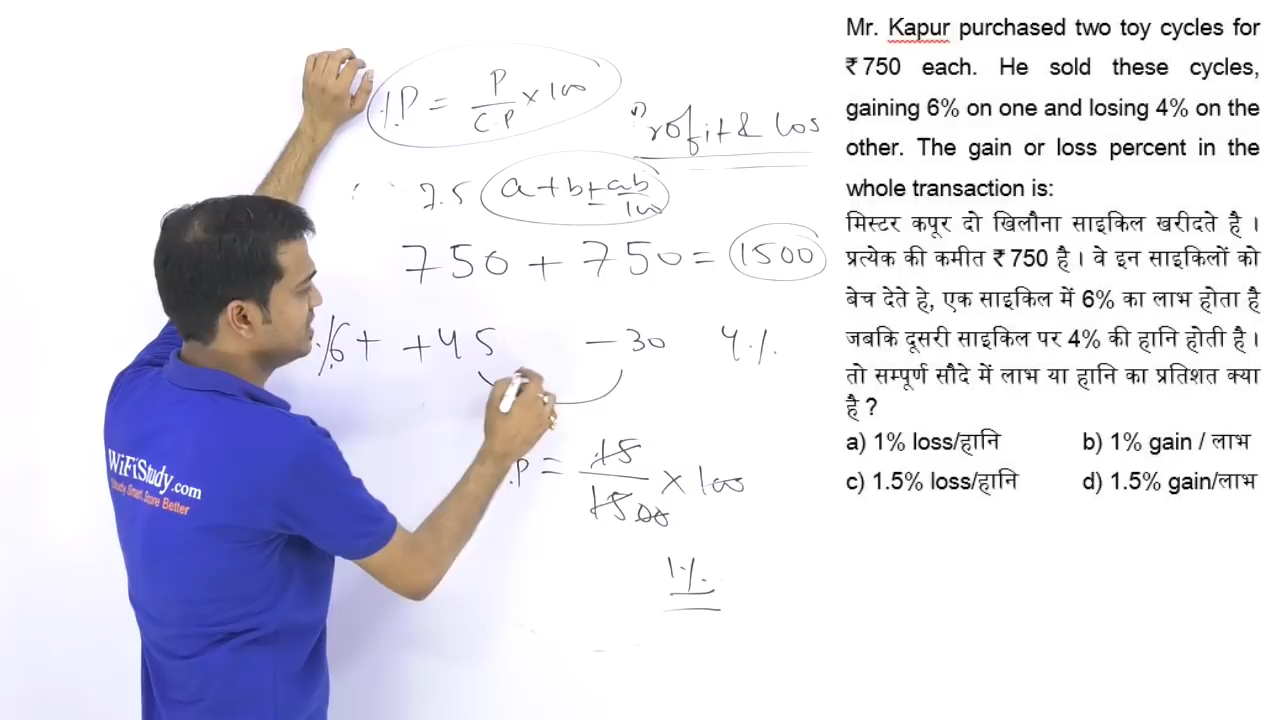 %P = P/C.P × 100
Profit & Los
7.5 a+b±ab/100
750 + 750 = 1500
%6+ +45 -30 4%
.P = 15/1500 × 100
1%
WiFiStudy.com
Study Smart, Score Better
Mr. Kapur purchased two toy cycles for
₹ 750 each. He sold these cycles,
gaining 6% on one and losing 4% on the
other. The gain or loss percent in the
whole transaction is:
मिस्टर कपूर दो खिलौना साइकिल खरीदते है ।
प्रत्येक की कमीत ₹ 750 है । वे इन साइकिलों को
बेच देते हे, एक साइकिल में 6% का लाभ होता है
जबकि दूसरी साइकिल पर 4% की हानि होती है ।
तो सम्पूर्ण सौदे में लाभ या हानि का प्रतिशत क्या
है ?
a) 1% loss/हानि b) 1% gain / लाभ
c) 1.5% loss/हानि d) 1.5% gain/लाभ